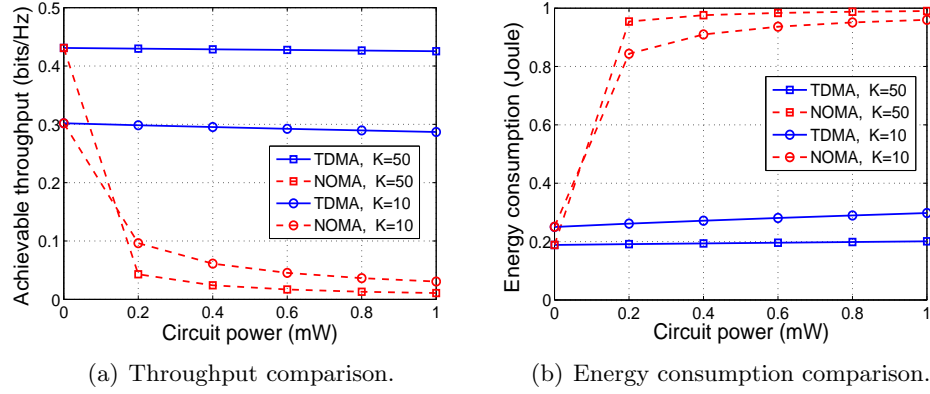 Achievable throughput (bits/Hz)
0.5
0.4
0.3
0.2
0.1
0
TDMA, K=50
NOMA, K=50
TDMA, K=10
NOMA, K=10
0 0.2 0.4 0.6 0.8 1
Circuit power (mW)
(a) Throughput comparison.
Energy consumption (Joule)
1
0.8
0.6
0.4
0.2
0
TDMA, K=50
NOMA, K=50
TDMA, K=10
NOMA, K=10
0 0.2 0.4 0.6 0.8 1
Circuit power (mW)
(b) Energy consumption comparison.